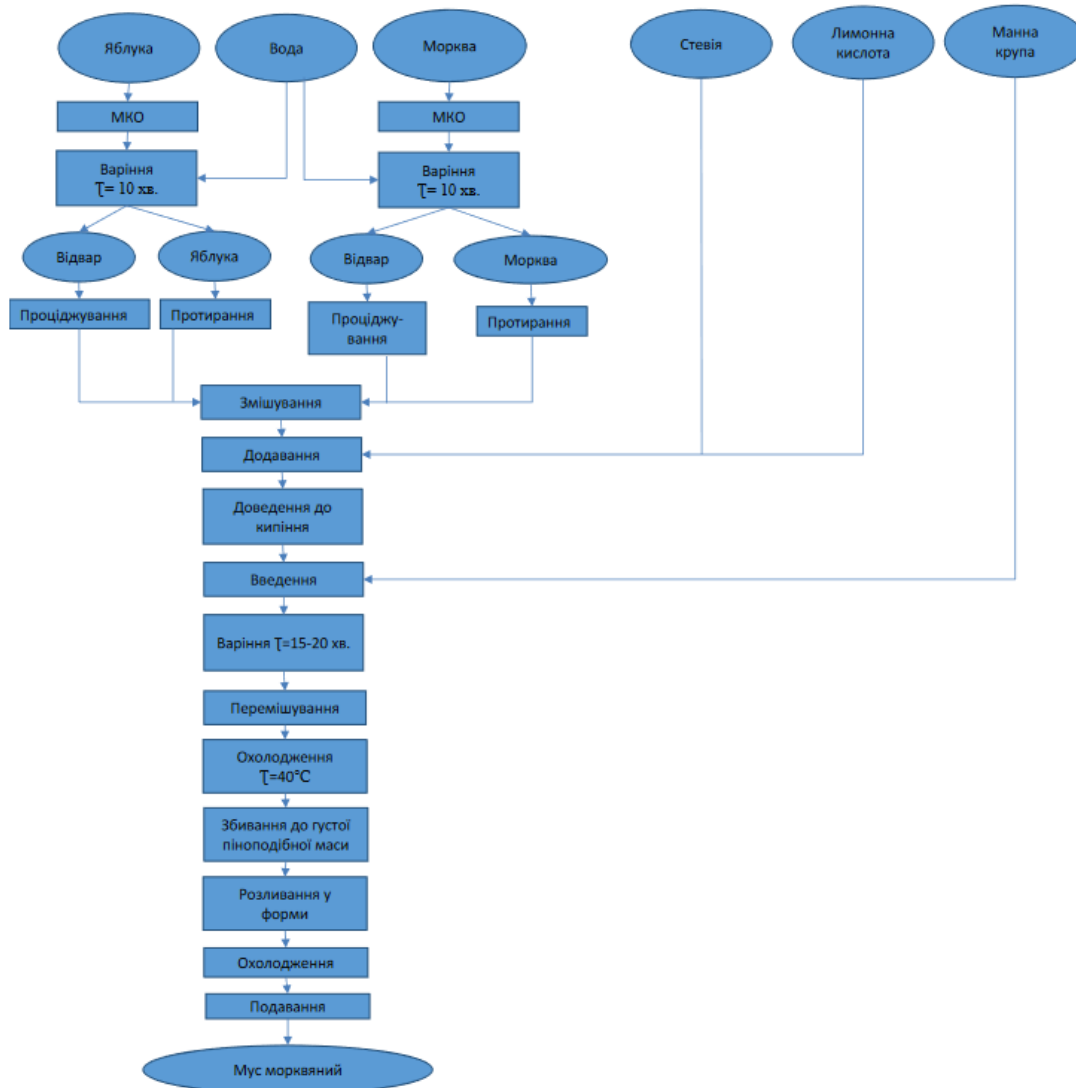 Яблука
Вода
Морква
Стевія
Лимонна
кислота
Манна
крупа
МКО
МКО
Варіння
Ʈ= 10 хв.
Варіння
Ʈ= 10 хв.
Відвар
Яблука
Відвар
Морква
Проціджування
Протирання
Проціджу-
вання
Протирання
Змішування
Додавання
Доведення до
кипіння
Введення
Варіння Ʈ=15-20 хв.
Перемішування
Охолодження
Ʈ=40℃
Збивання до густої
піноподібної маси
Розливання у
форми
Охолодження
Подавання
Мус морквяний